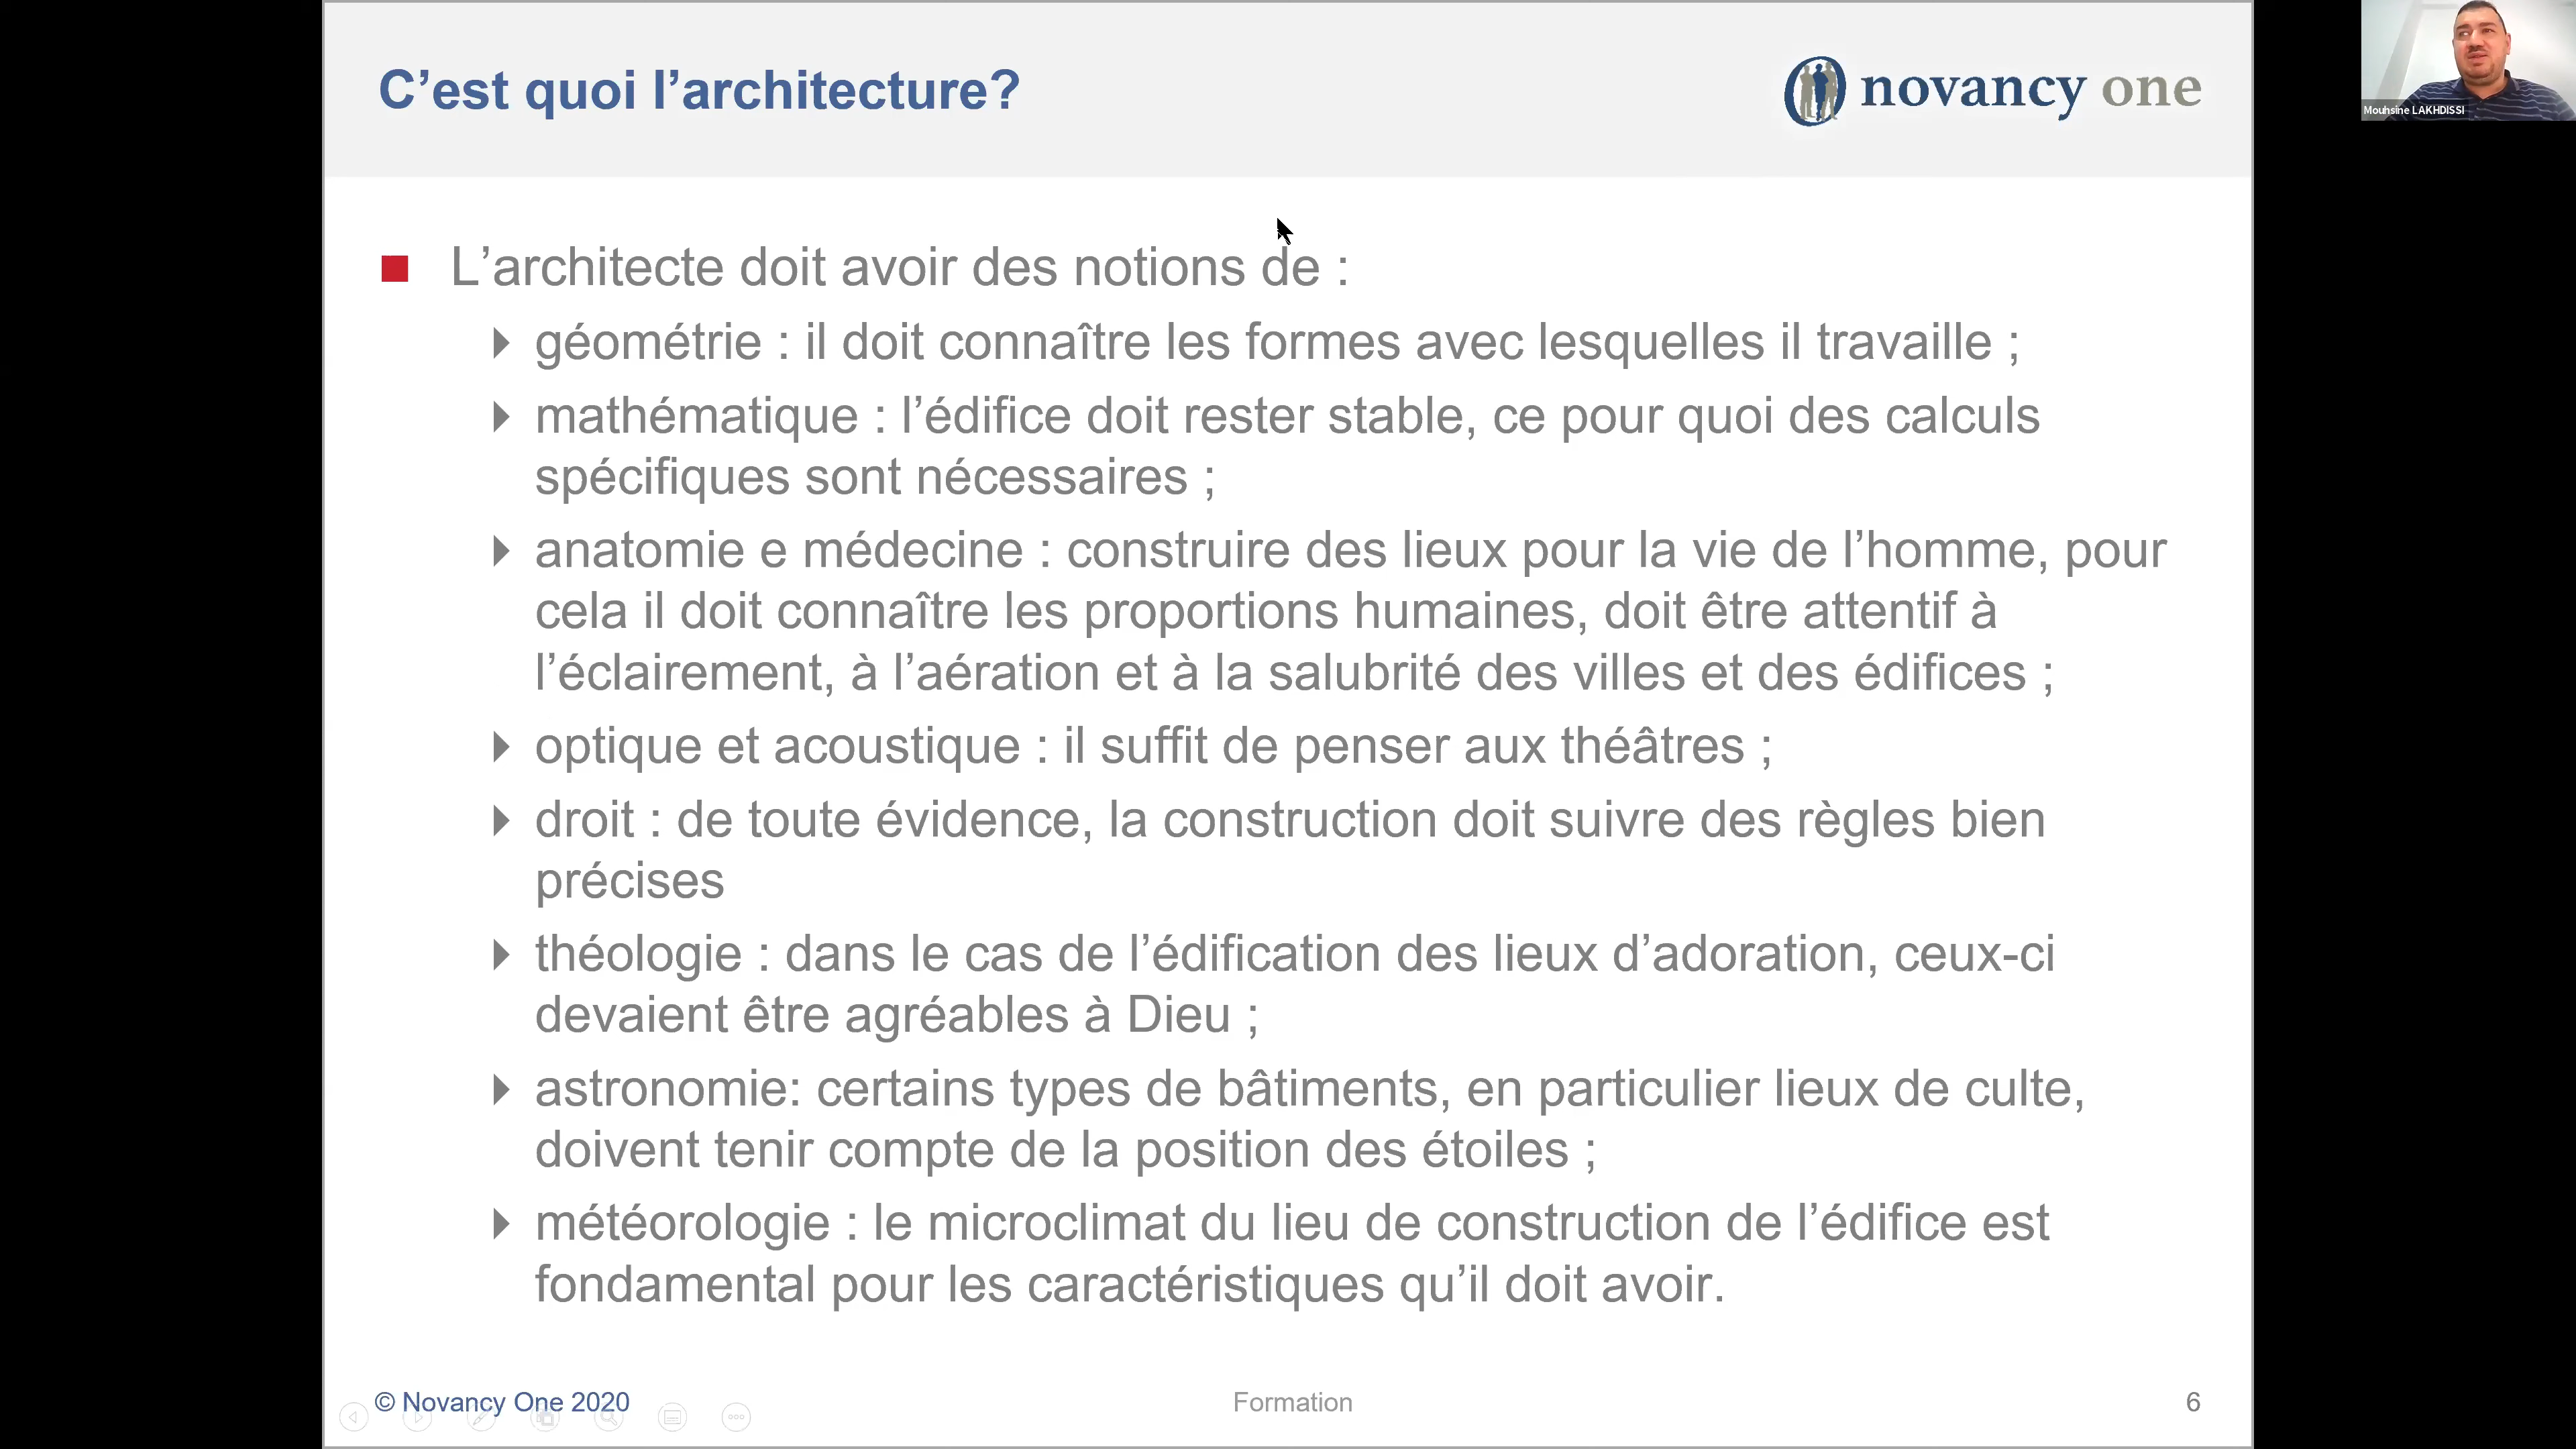 C’est quoi l’architecture?
novancy one
Mouhsine LAKHDISSI
L’architecte doit avoir des notions de :
géométrie : il doit connaître les formes avec lesquelles il travaille ;
mathématique : l’édifice doit rester stable, ce pour quoi des calculs
spécifiques sont nécessaires ;
anatomie e médecine : construire des lieux pour la vie de l’homme, pour
cela il doit connaître les proportions humaines, doit être attentif à
l’éclairement, à l’aération et à la salubrité des villes et des édifices ;
optique et acoustique : il suffit de penser aux théâtres ;
droit : de toute évidence, la construction doit suivre des règles bien
précises
théologie : dans le cas de l’édification des lieux d’adoration, ceux-ci
devaient être agréables à Dieu ;
astronomie: certains types de bâtiments, en particulier lieux de culte,
doivent tenir compte de la position des étoiles ;
météorologie : le microclimat du lieu de construction de l’édifice est
fondamental pour les caractéristiques qu’il doit avoir.
© Novancy One 2020
Formation
6